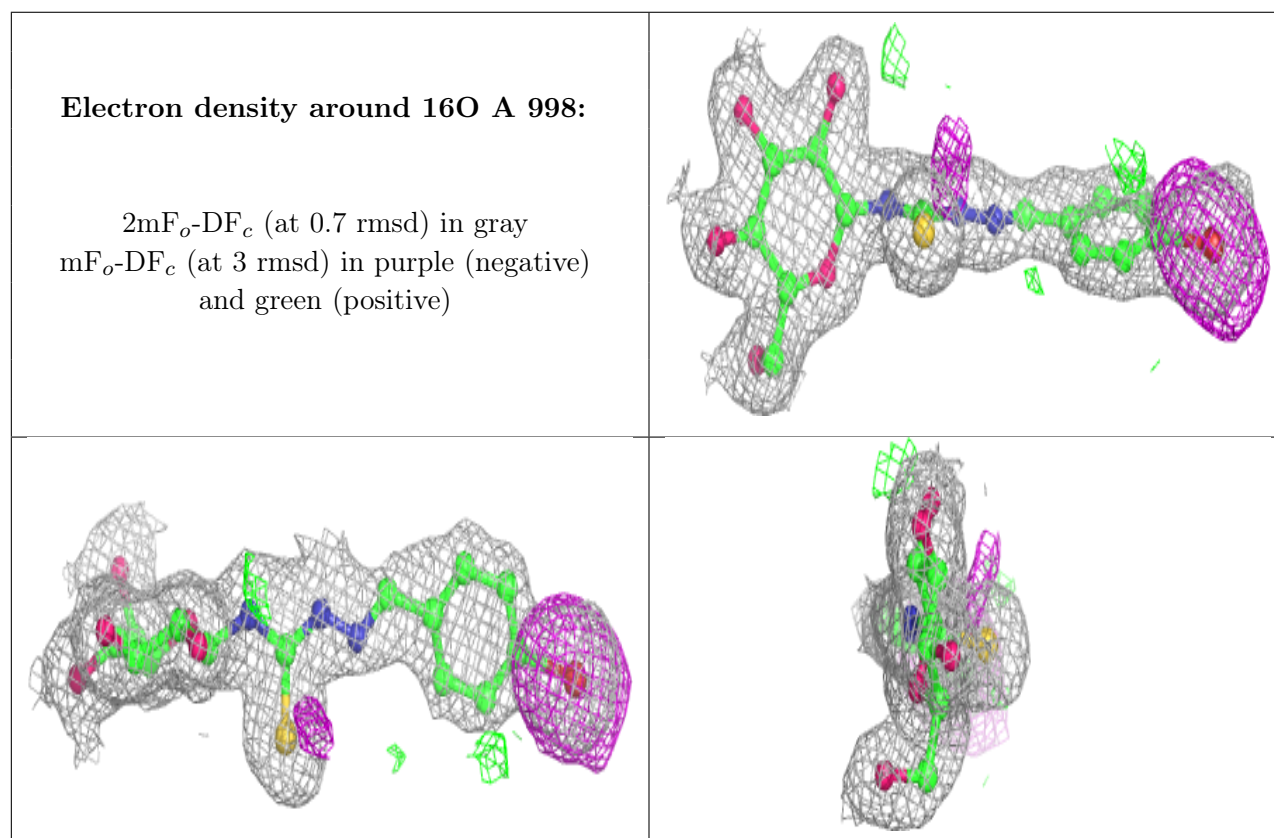 Electron density around 16O A 998:
2mFₒ-DF𝒸 (at 0.7 rmsd) in gray
mFₒ-DF𝒸 (at 3 rmsd) in purple (negative)
and green (positive)